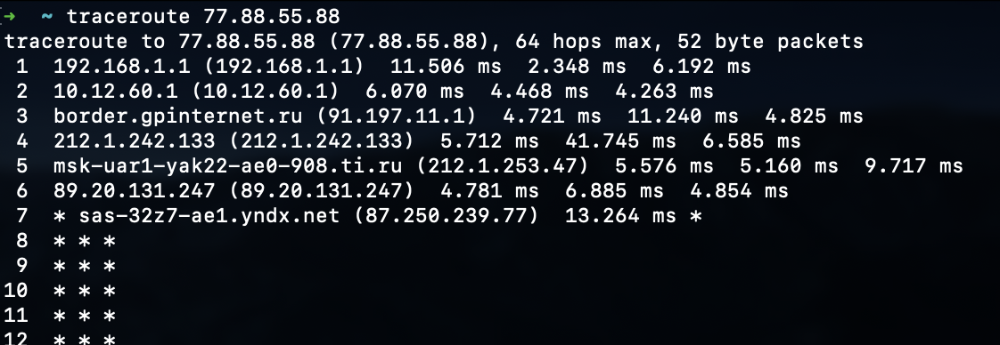 ➜ ~ traceroute 77.88.55.88
traceroute to 77.88.55.88 (77.88.55.88), 64 hops max, 52 byte packets
1 192.168.1.1 (192.168.1.1) 11.506 ms 2.348 ms 6.192 ms
2 10.12.60.1 (10.12.60.1) 6.070 ms 4.468 ms 4.263 ms
3 border.gpinternet.ru (91.197.11.1) 4.721 ms 11.240 ms 4.825 ms
4 212.1.242.133 (212.1.242.133) 5.712 ms 41.745 ms 6.585 ms
5 msk-uar1-yak22-ae0-908.ti.ru (212.1.253.47) 5.576 ms 5.160 ms 9.717 ms
6 89.20.131.247 (89.20.131.247) 4.781 ms 6.885 ms 4.854 ms
7 * sas-32z7-ae1.yndx.net (87.250.239.77) 13.264 ms *
8 * * *
9 * * *
10 * * *
11 * * *
12 * * *